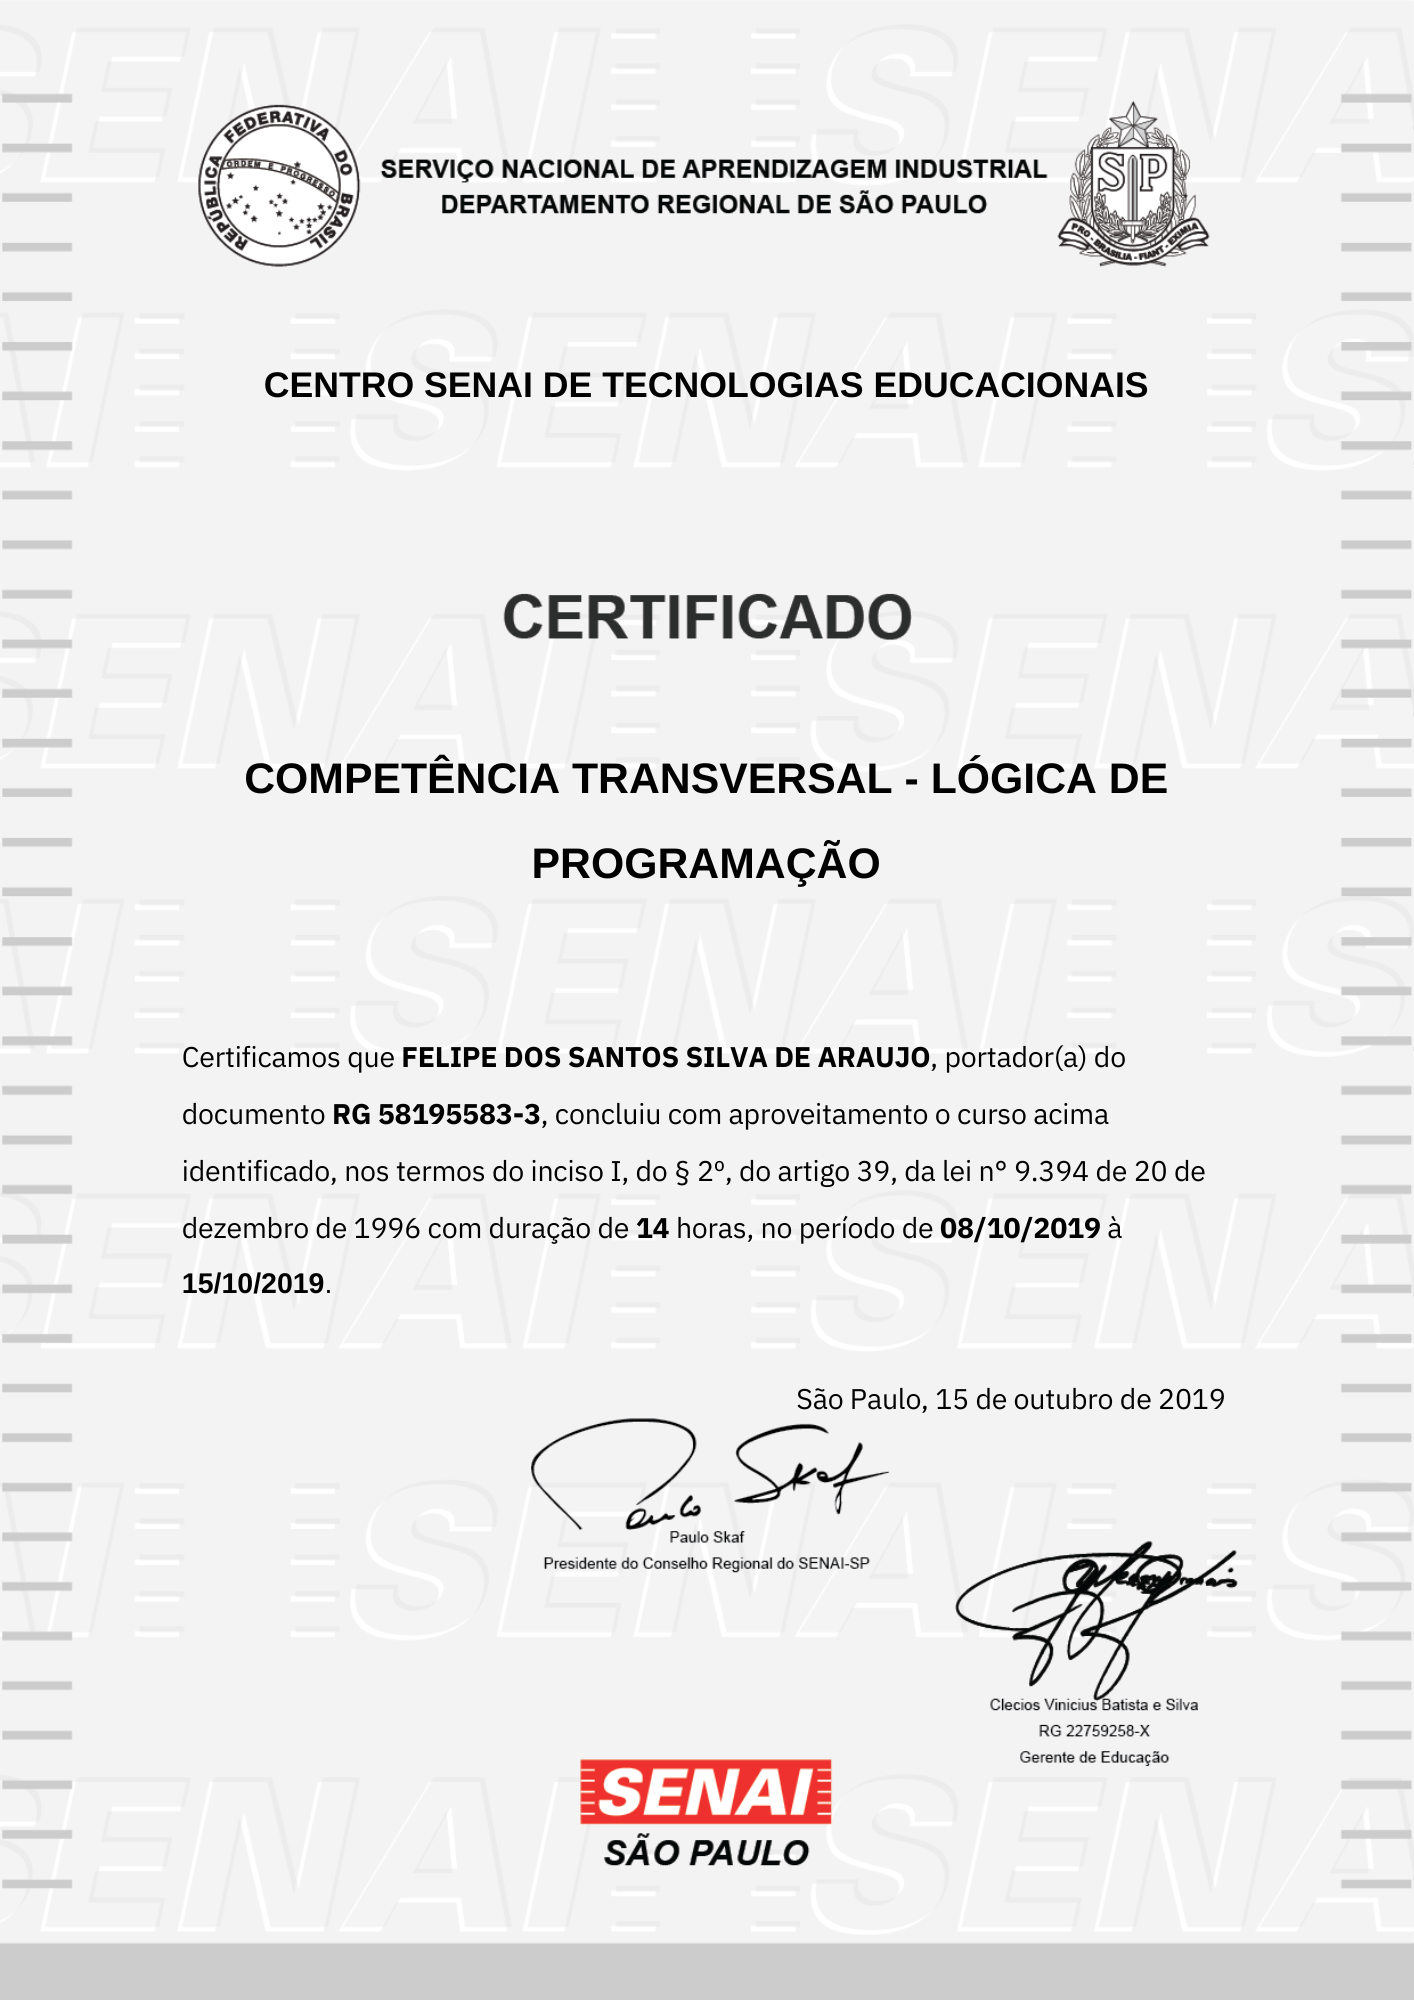 REPÚBLICA FEDERATIVA DO BRASIL
ORDEM E PROGRESSO
SERVIÇO NACIONAL DE APRENDIZAGEM INDUSTRIAL
DEPARTAMENTO REGIONAL DE SÃO PAULO
SP
PRO - BRASILIA - FIANT - EXIMIA
CENTRO SENAI DE TECNOLOGIAS EDUCACIONAIS
CERTIFICADO
COMPETÊNCIA TRANSVERSAL - LÓGICA DE
PROGRAMAÇÃO
Certificamos que FELIPE DOS SANTOS SILVA DE ARAUJO, portador(a) do
documento RG 58195583-3, concluiu com aproveitamento o curso acima
identificado, nos termos do inciso I, do § 2º, do artigo 39, da lei n° 9.394 de 20 de
dezembro de 1996 com duração de 14 horas, no período de 08/10/2019 à
15/10/2019.
São Paulo, 15 de outubro de 2019
Paulo Skaf
Paulo Skaf
Presidente do Conselho Regional do SENAI-SP
Clecios Vinicius Batista e Silva
RG 22759258-X
Gerente de Educação
SENAI
SÃO PAULO